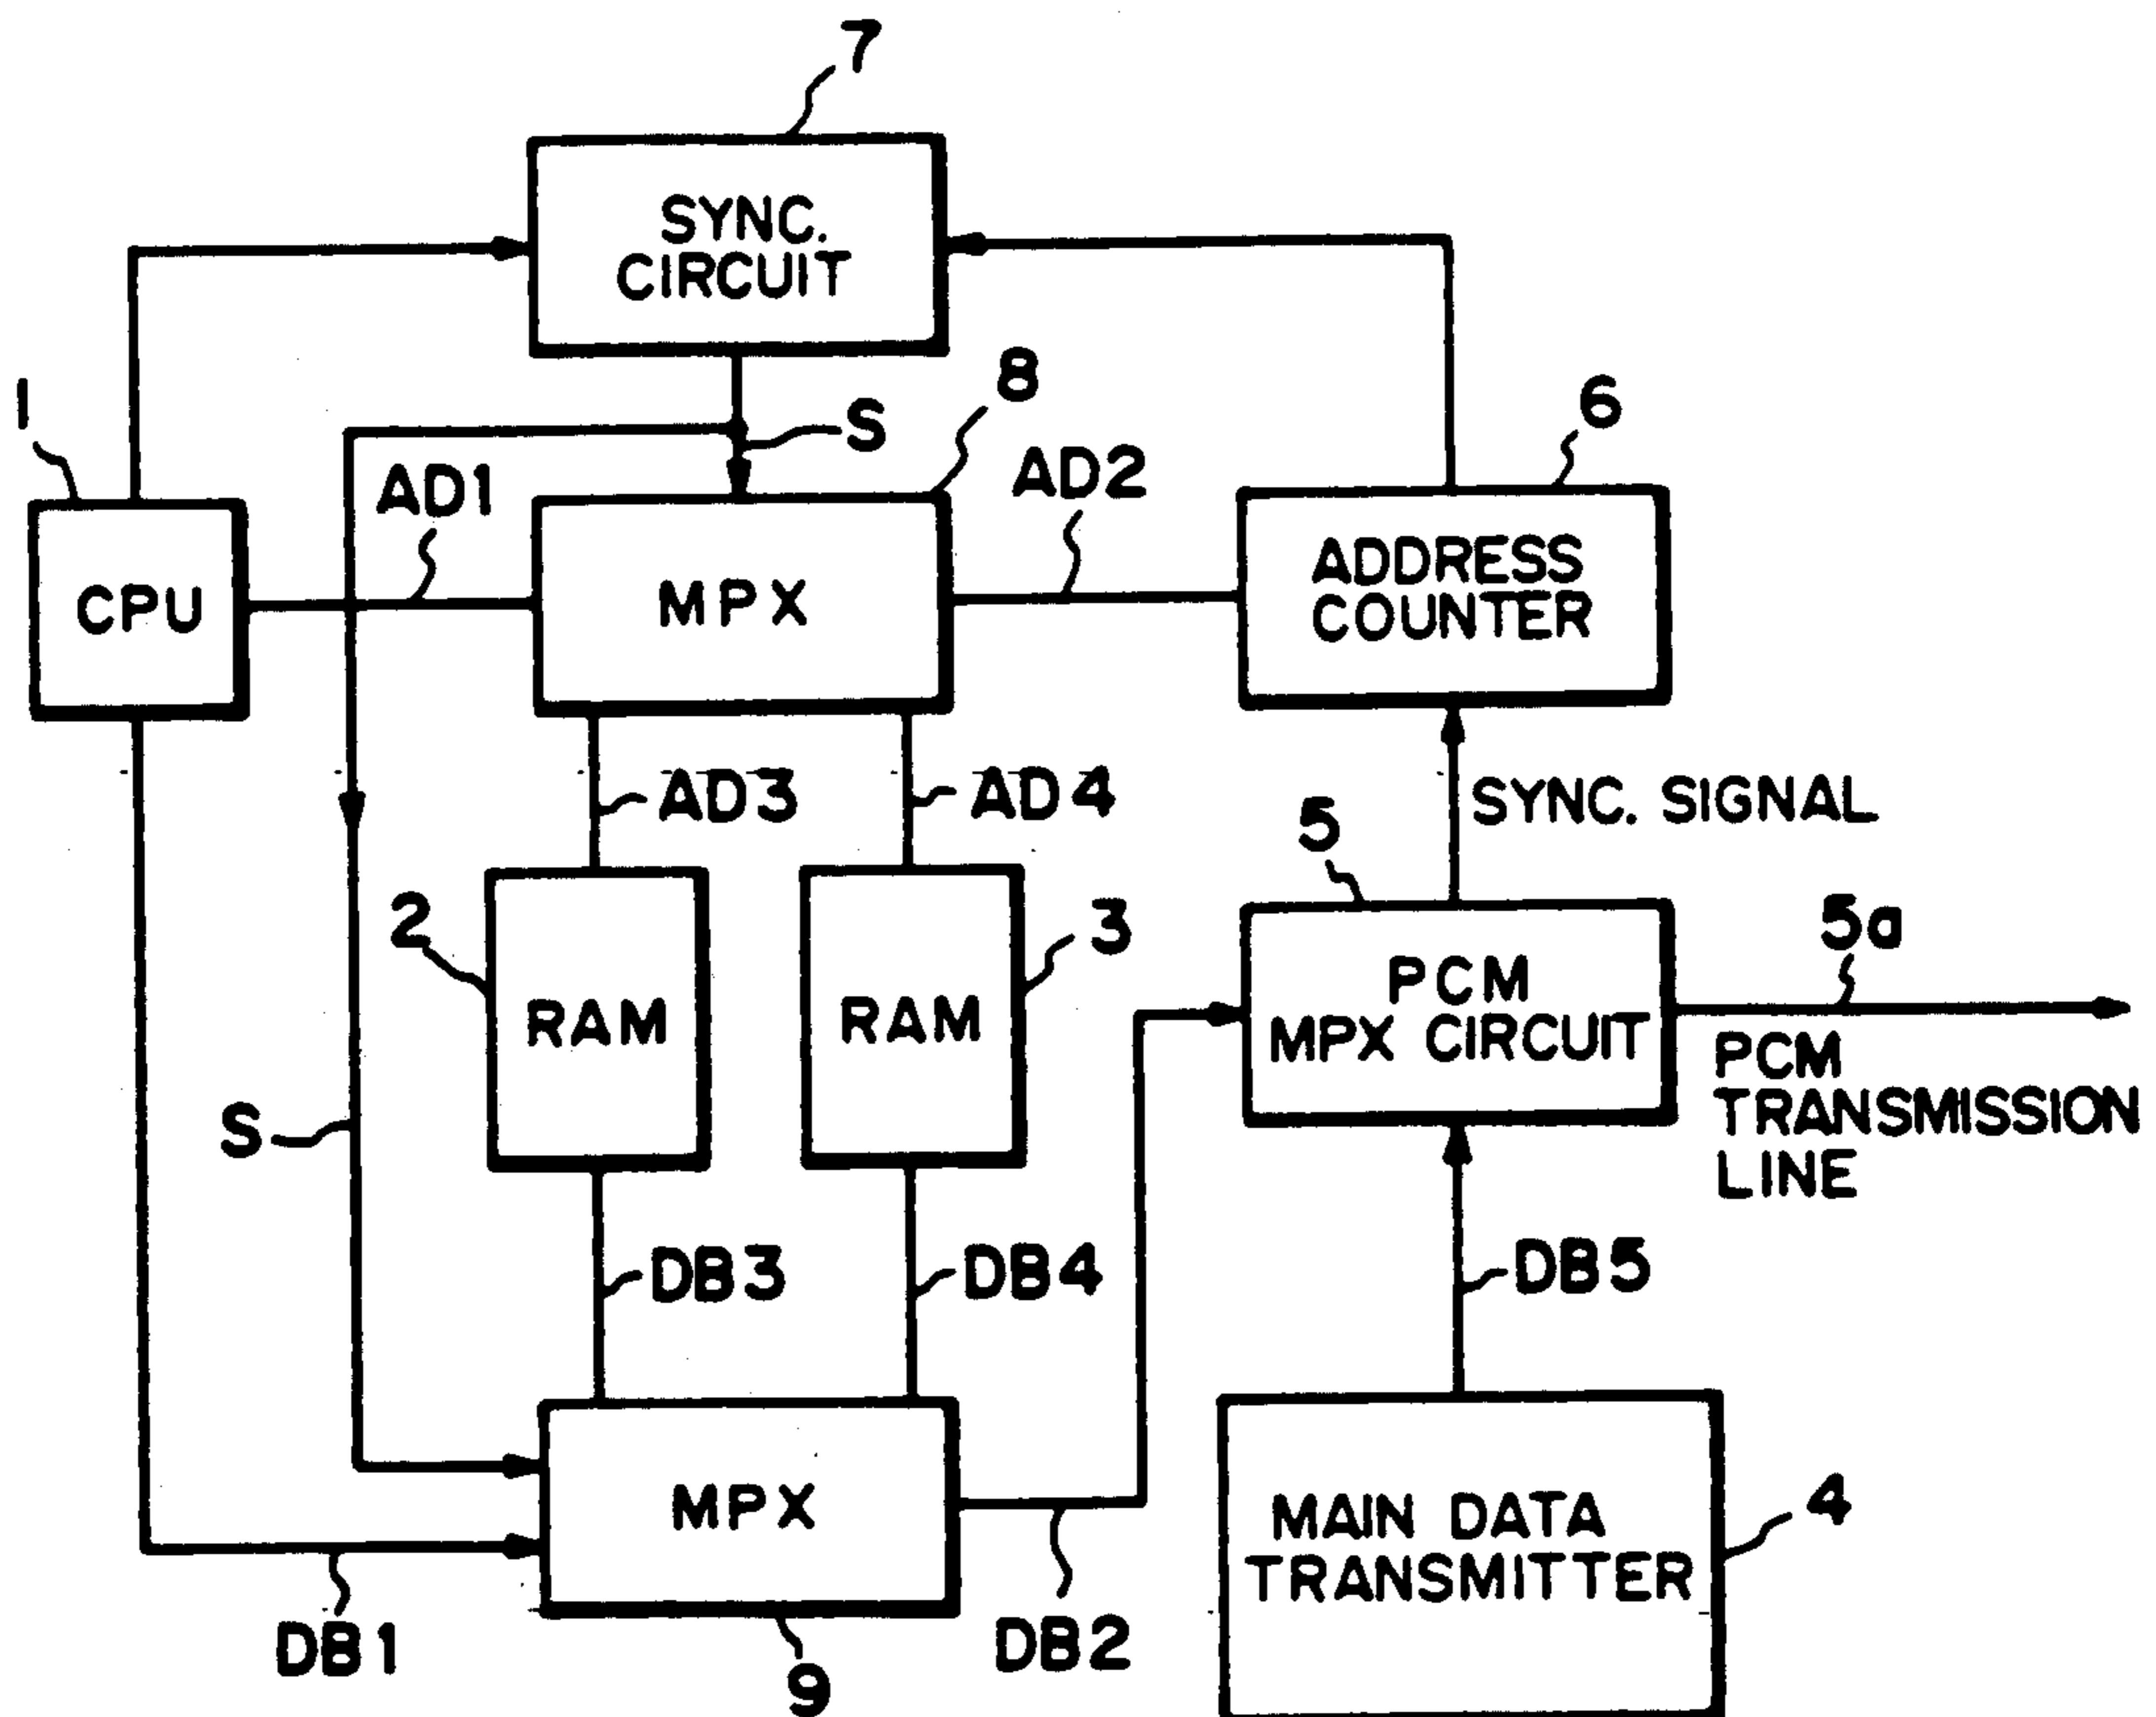 7
SYNC.
CIRCUIT
1
S
8
AD1
AD2
6
CPU
MPX
ADDRESS
COUNTER
AD3
AD4
SYNC. SIGNAL
5
2
3
5a
RAM
RAM
PCM
MPX CIRCUIT
PCM
TRANSMISSION
LINE
S
DB3
DB4
DB5
MPX
MAIN DATA
TRANSMITTER
4
DB1
DB2
9